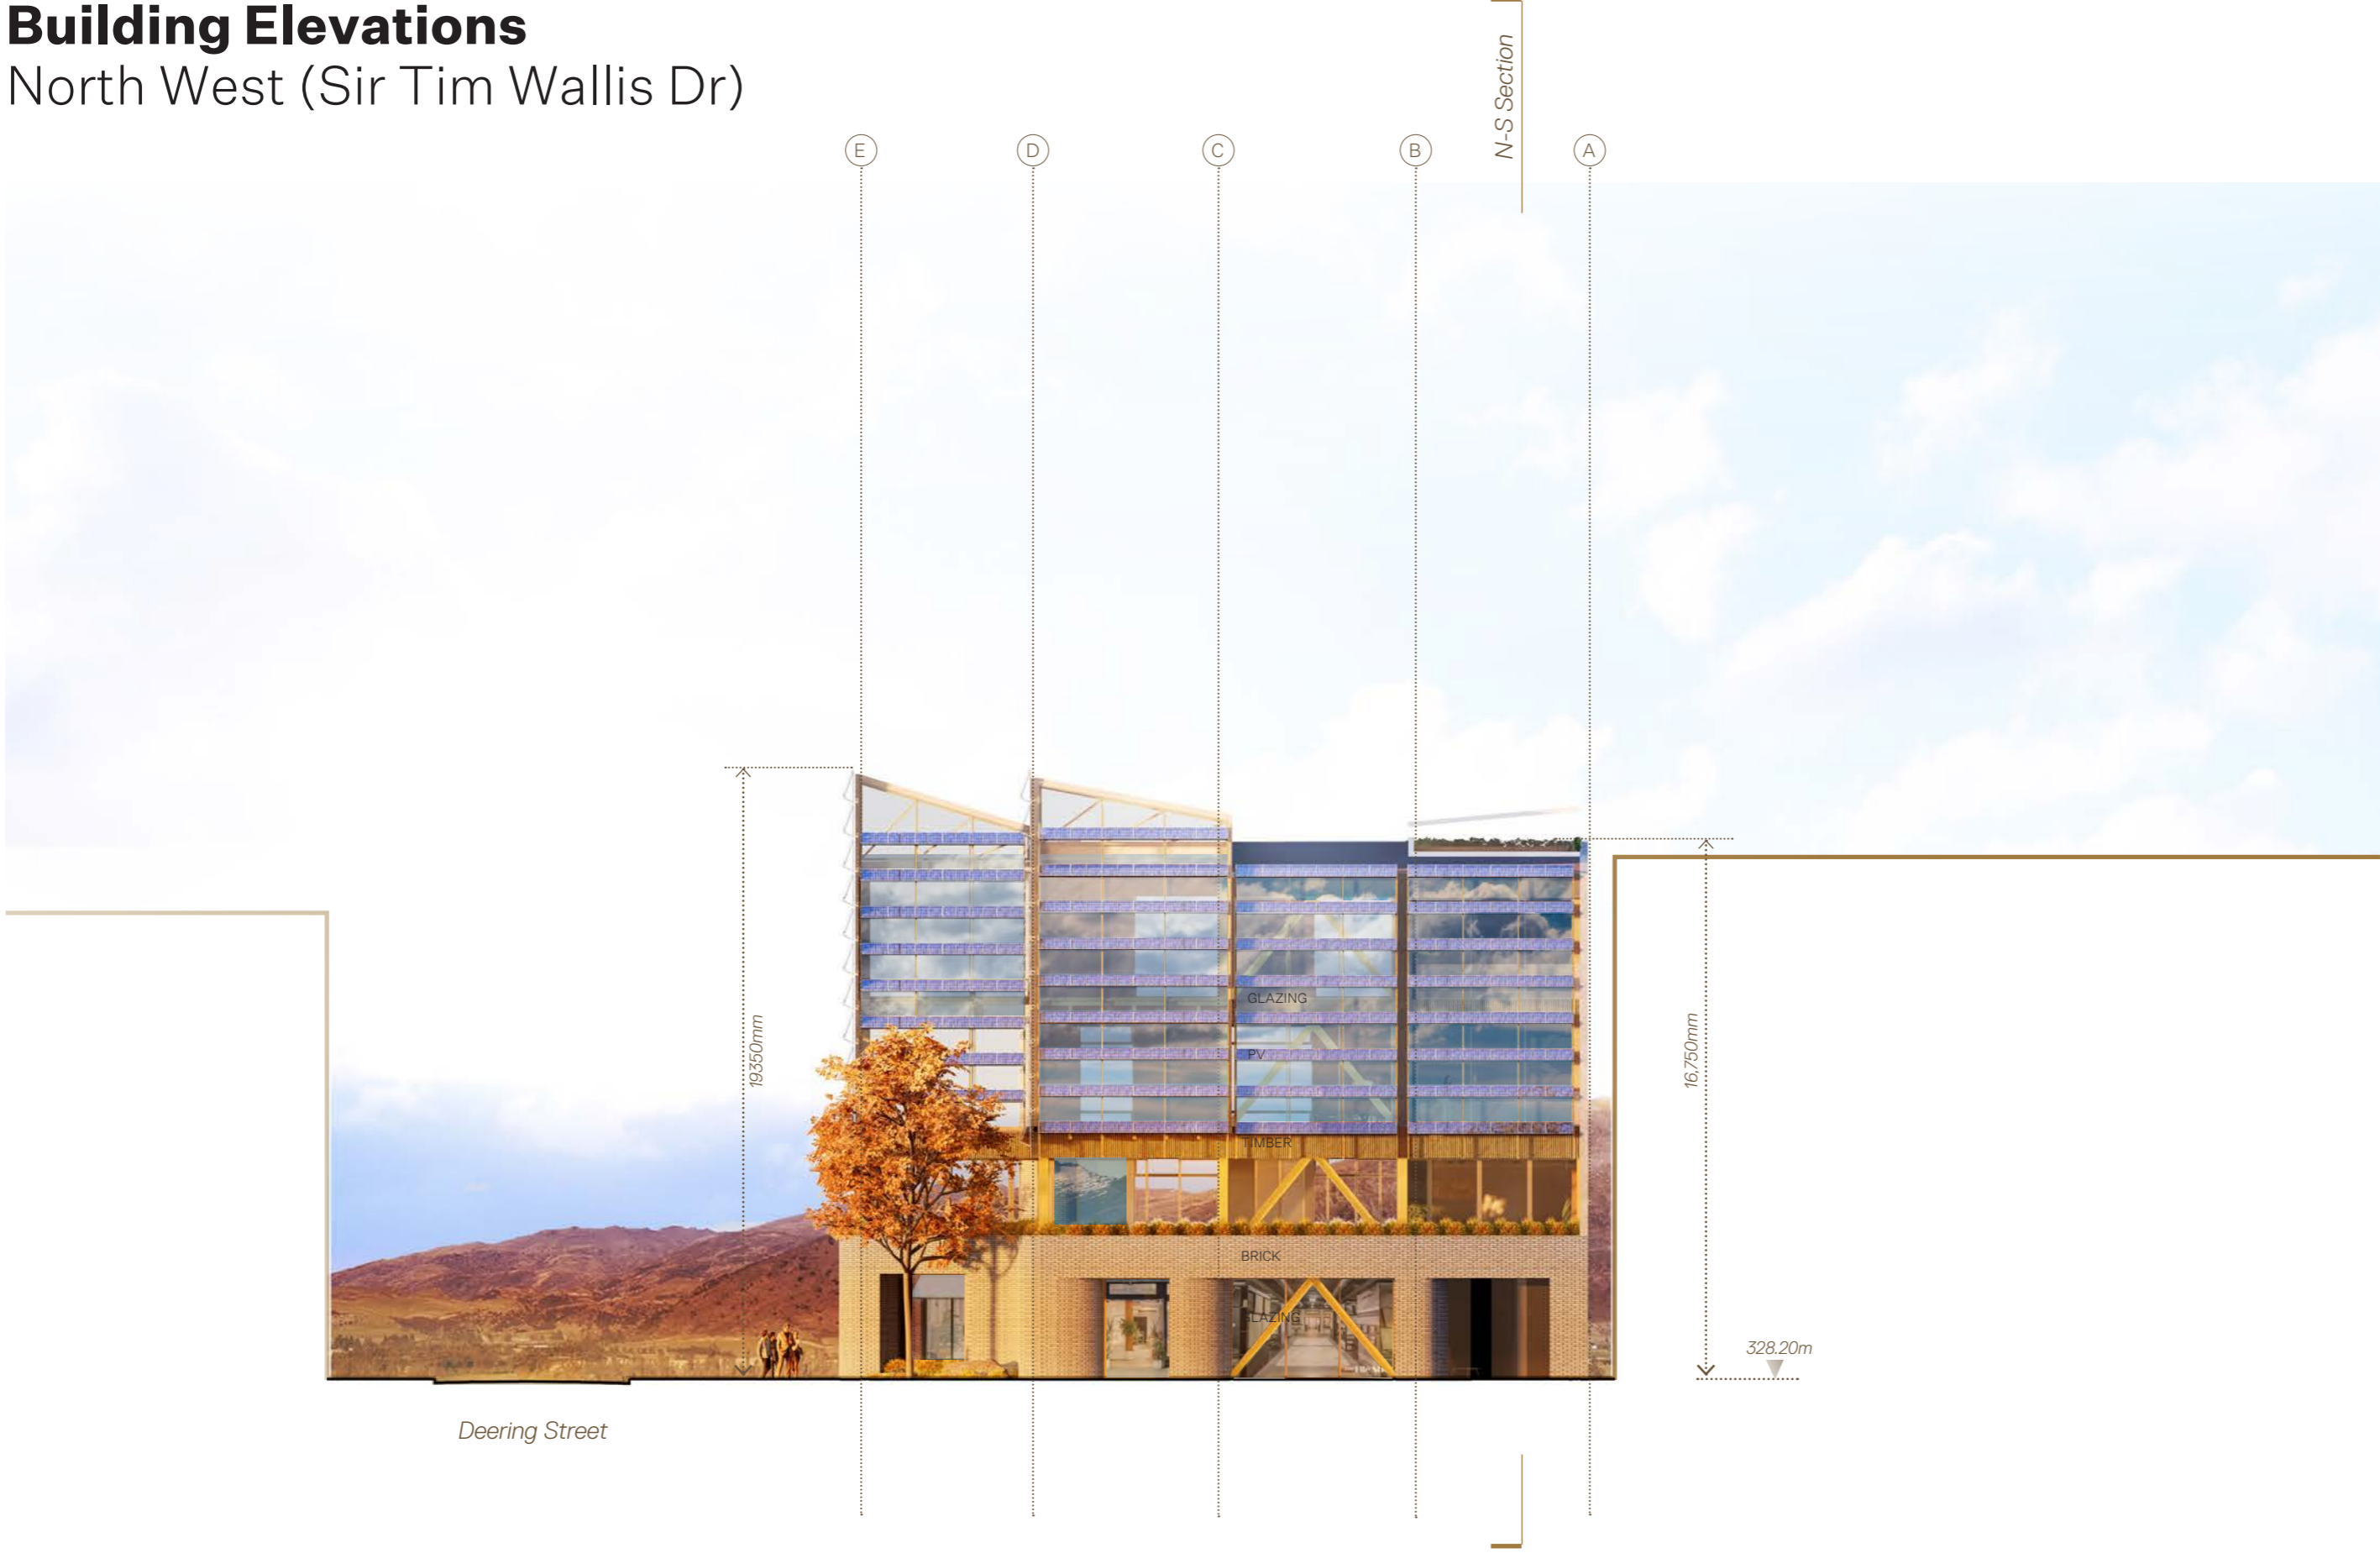 Building Elevations
North West (Sir Tim Wallis Dr)
N-S Section
E
D
C
B
A
19350mm
16,750mm
GLAZING
PV
TIMBER
BRICK
GLAZING
328.20m
Deering Street